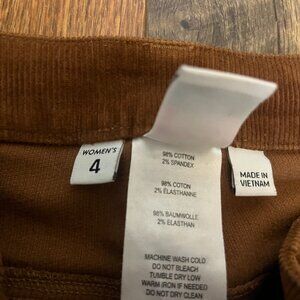 WOMEN'S
4
98% COTTON
2% SPANDEX
98% COTON
2% ÉLASTHANNE
98% BAUMWOLLE
2% ELASTHAN
MACHINE WASH COLD
DO NOT BLEACH
TUMBLE DRY LOW
WARM IRON IF NEEDED
DO NOT DRY CLEAN
MADE IN
VIETNAM